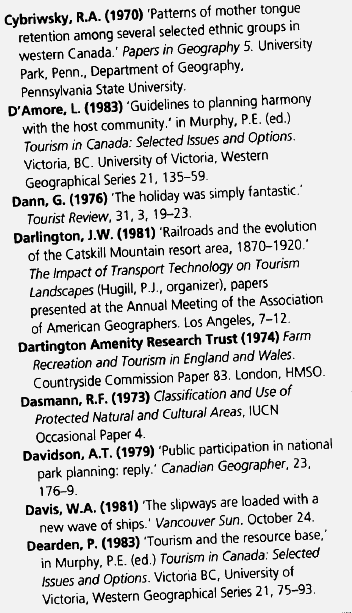 Cybriwsky, R.A. (1970) 'Patterns of mother tongue
retention among several selected ethnic groups in
western Canada.' Papers in Geography 5. University
Park, Penn., Department of Geography,
Pennsylvania State University.
D'Amore, L. (1983) 'Guidelines to planning harmony
with the host community.' in Murphy, P.E. (ed.)
Tourism in Canada: Selected Issues and Options.
Victoria, BC. University of Victoria, Western
Geographical Series 21, 135–59.
Dann, G. (1976) 'The holiday was simply fantastic.'
Tourist Review, 31, 3, 19–23.
Darlington, J.W. (1981) 'Railroads and the evolution
of the Catskill Mountain resort area, 1870–1920.'
The Impact of Transport Technology on Tourism
Landscapes (Hugill, P.J., organizer), papers
presented at the Annual Meeting of the Association
of American Geographers. Los Angeles, 7–12.
Dartington Amenity Research Trust (1974) Farm
Recreation and Tourism in England and Wales.
Countryside Commission Paper 83. London, HMSO.
Dasmann, R.F. (1973) Classification and Use of
Protected Natural and Cultural Areas, IUCN
Occasional Paper 4.
Davidson, A.T. (1979) 'Public participation in national
park planning: reply.' Canadian Geographer, 23,
176–9.
Davis, W.A. (1981) 'The slipways are loaded with a
new wave of ships.' Vancouver Sun. October 24.
Dearden, P. (1983) 'Tourism and the resource base,'
in Murphy, P.E. (ed.) Tourism in Canada: Selected
Issues and Options. Victoria BC, University of
Victoria, Western Geographical Series 21, 75–93.